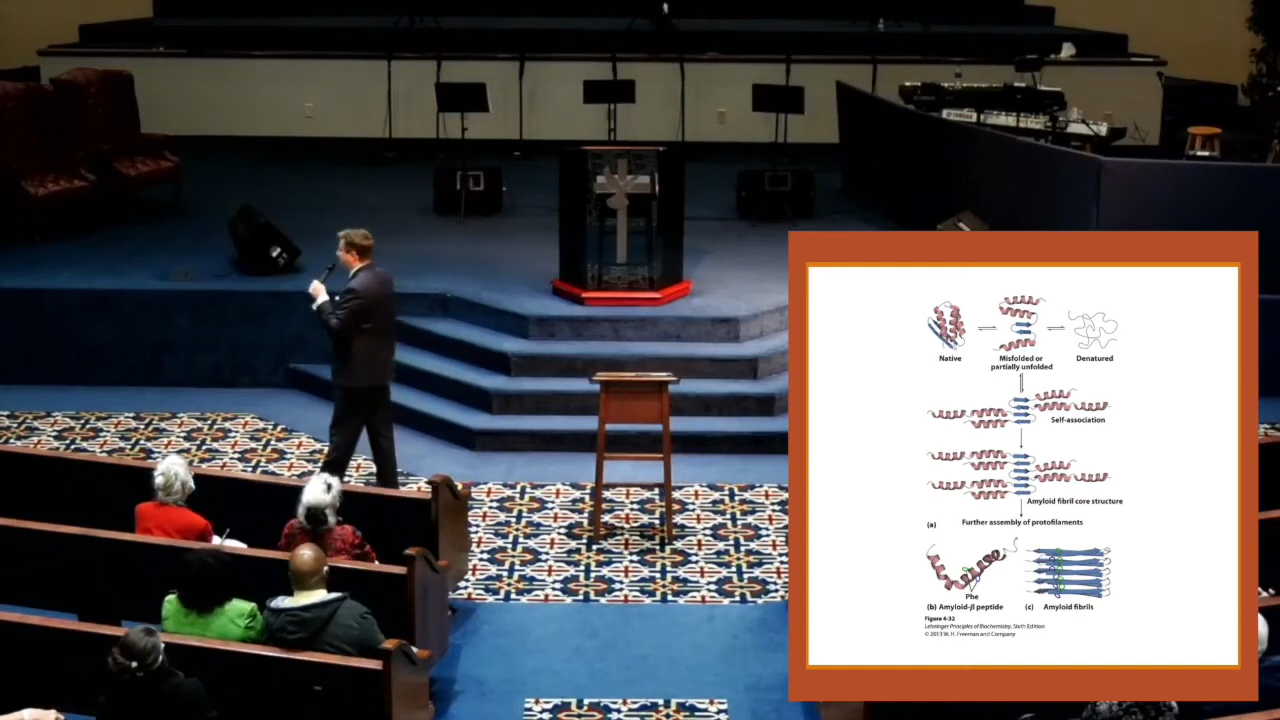 Native
Misfolded or
partially unfolded
Denatured
Self-association
Amyloid fibril core structure
(a)
Further assembly of protofilaments
Phe
(b) Amyloid-β peptide
(c) Amyloid fibrils
Figure 4-32
Lehninger Principles of Biochemistry, Sixth Edition
© 2013 W. H. Freeman and Company
YAMAHA